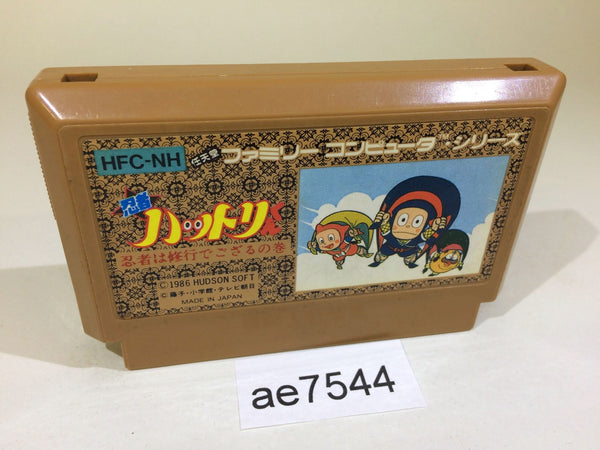 HFC-NH
任天堂 ファミリー コンピュータ™シリーズ
忍者
ハットリくん
忍者は修行でござるの巻
© 1986 HUDSON SOFT
© 藤子・小学館・テレビ朝日
MADE IN JAPAN
ae7544